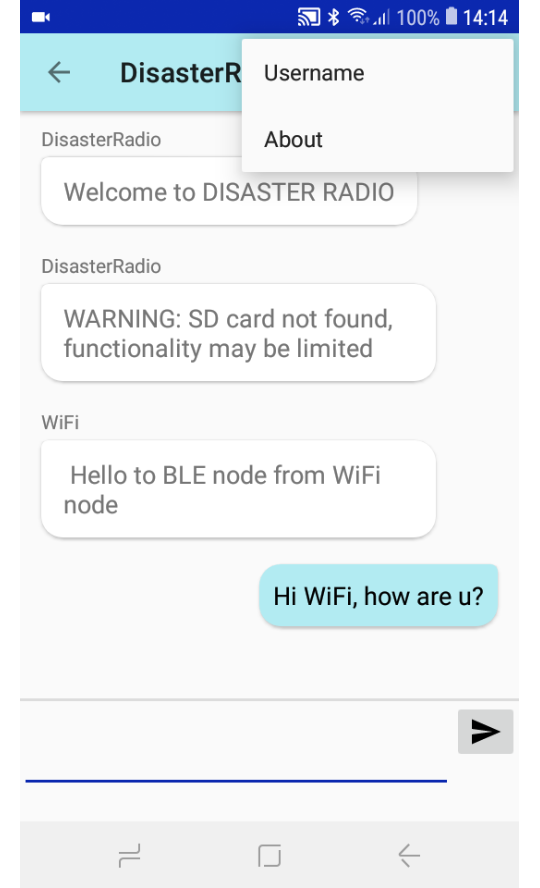 100% 14:14
DisasterR
Username
About
DisasterRadio
Welcome to DISASTER RADIO
DisasterRadio
WARNING: SD card not found,
functionality may be limited
WiFi
Hello to BLE node from WiFi
node
Hi WiFi, how are u?